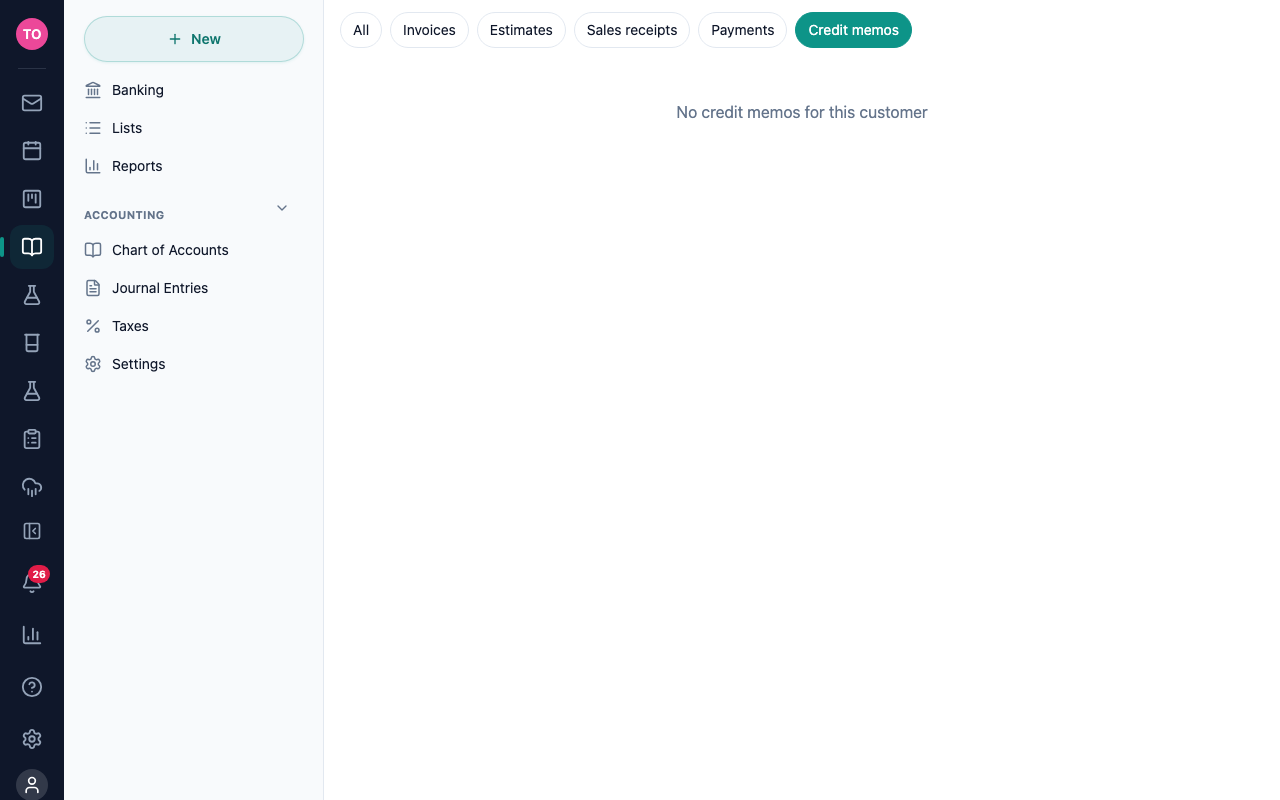 TO
26
New
Banking
Lists
Reports
ACCOUNTING
Chart of Accounts
Journal Entries
Taxes
Settings
All
Invoices
Estimates
Sales receipts
Payments
Credit memos
No credit memos for this customer